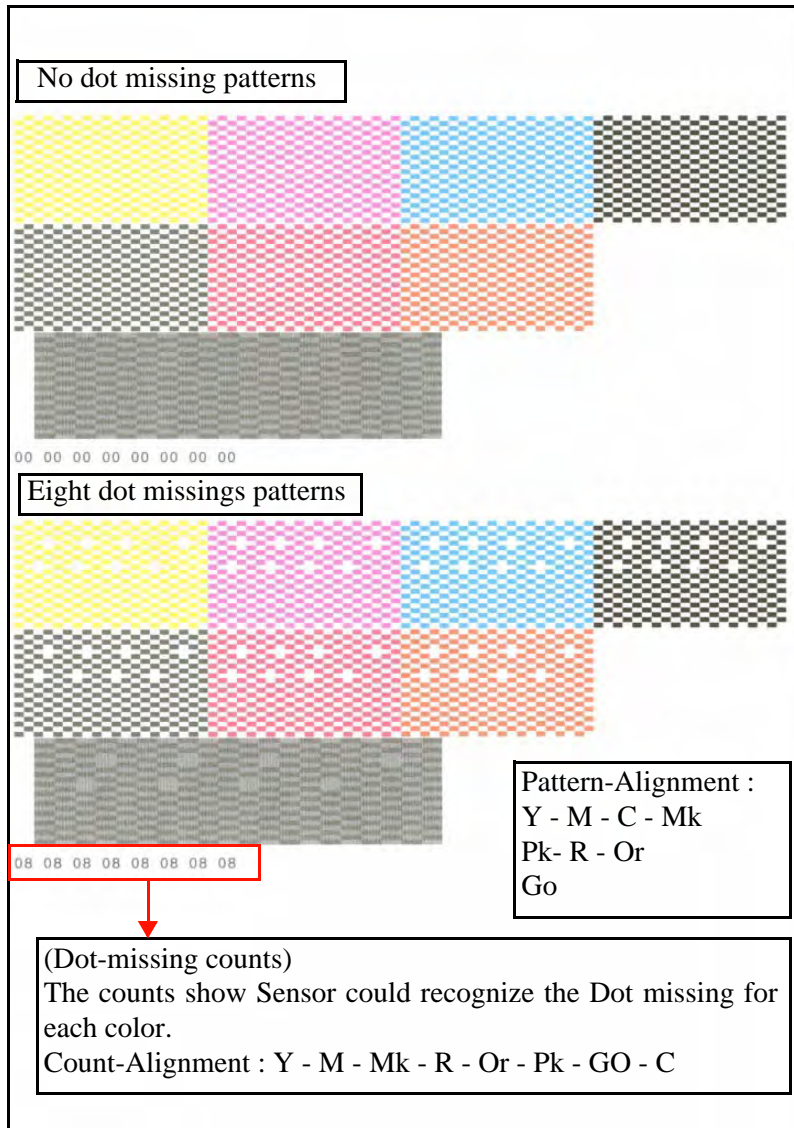 No dot missing patterns
00 00 00 00 00 00 00 00
Eight dot missings patterns
Pattern-Alignment :
Y - M - C - Mk
Pk- R - Or
Go
08 08 08 08 08 08 08 08
(Dot-missing counts)
The counts show Sensor could recognize the Dot missing for
each color.
Count-Alignment : Y - M - Mk - R - Or - Pk - GO - C